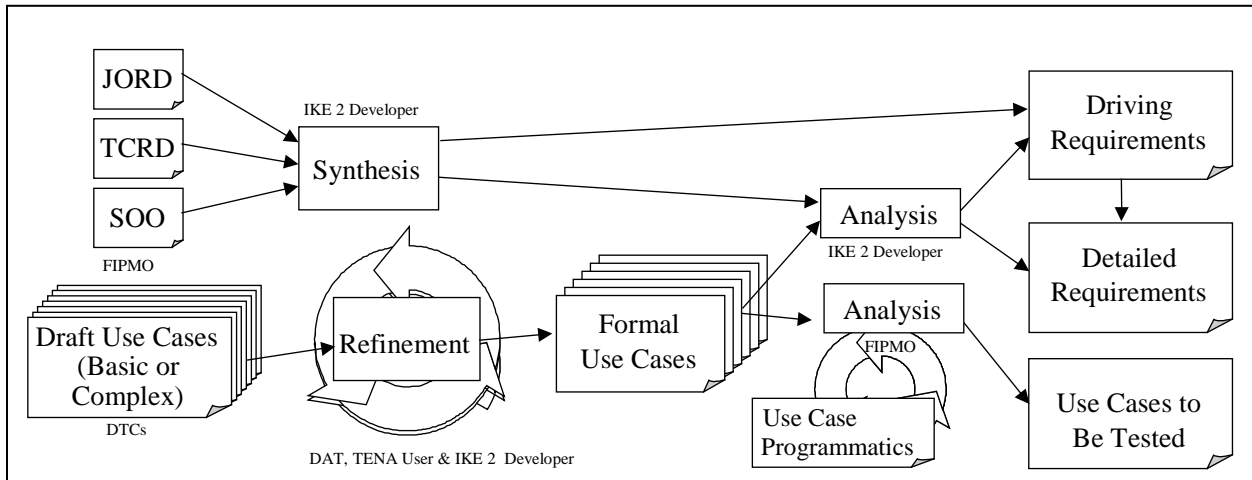 JORD
TCRD
SOO
FIPMO
IKE 2 Developer
Synthesis
Driving
Requirements
Analysis
IKE 2 Developer
Detailed
Requirements
Draft Use Cases
(Basic or
Complex)
DTCs
Refinement
DAT, TENA User & IKE 2 Developer
Formal
Use Cases
Analysis
FIPMO
Use Case
Programmatics
Use Cases to
Be Tested